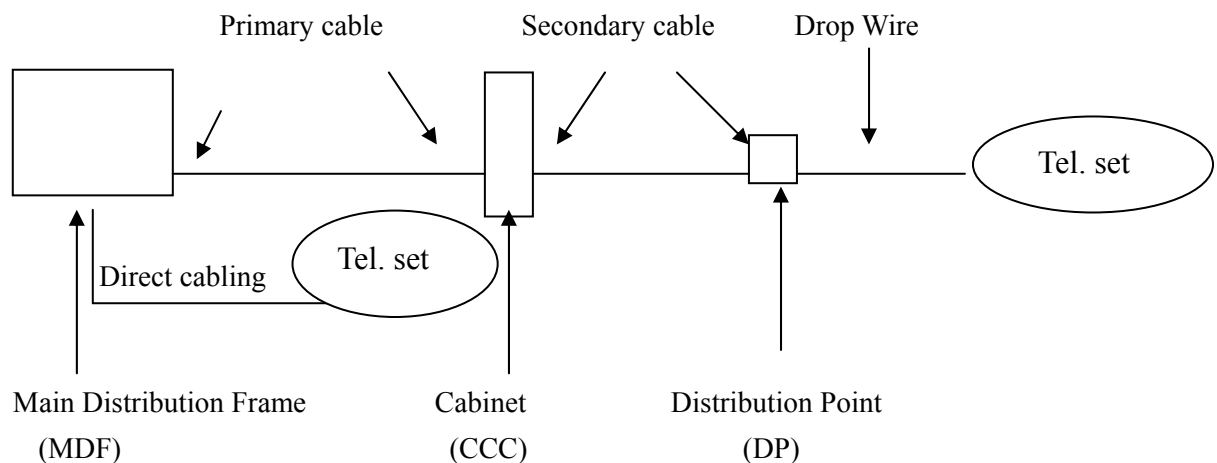 Primary cable Secondary cable Drop Wire
Tel. set
Tel. set
Direct cabling
Main Distribution Frame Cabinet Distribution Point
(MDF) (CCC) (DP)